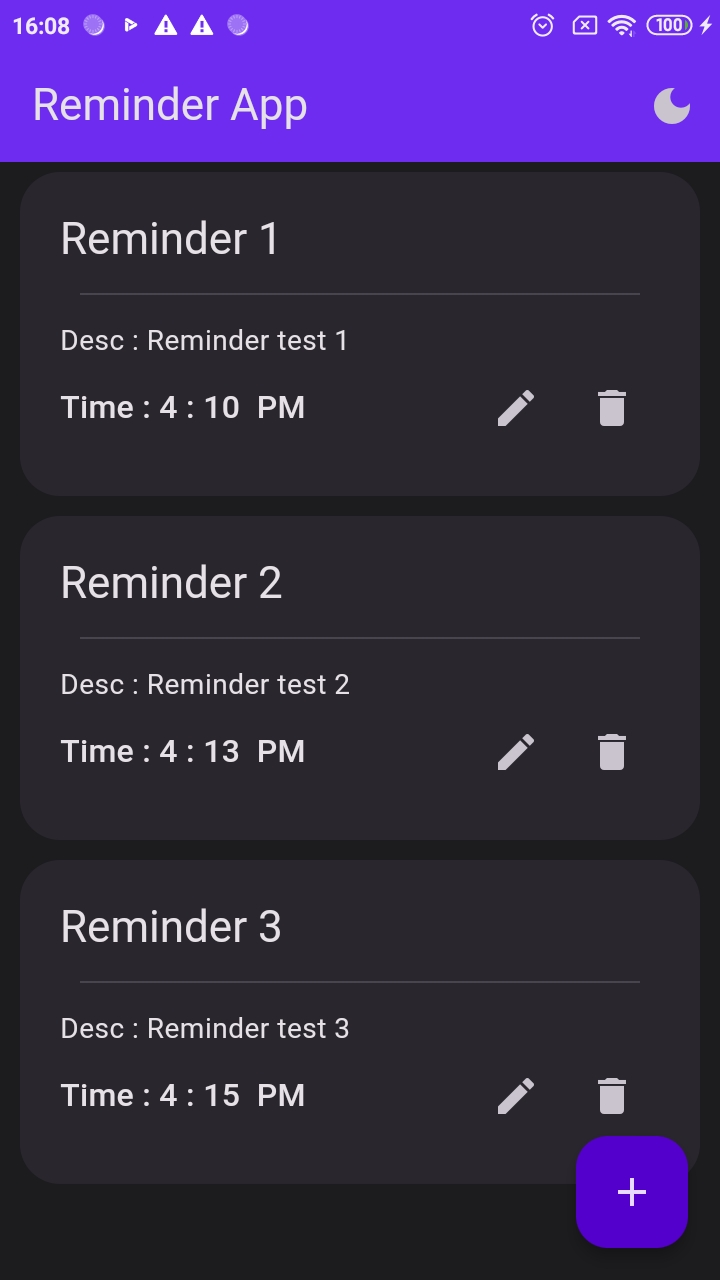 16:08 100
Reminder App
Reminder 1
Desc : Reminder test 1
Time : 4 : 10 PM
Reminder 2
Desc : Reminder test 2
Time : 4 : 13 PM
Reminder 3
Desc : Reminder test 3
Time : 4 : 15 PM